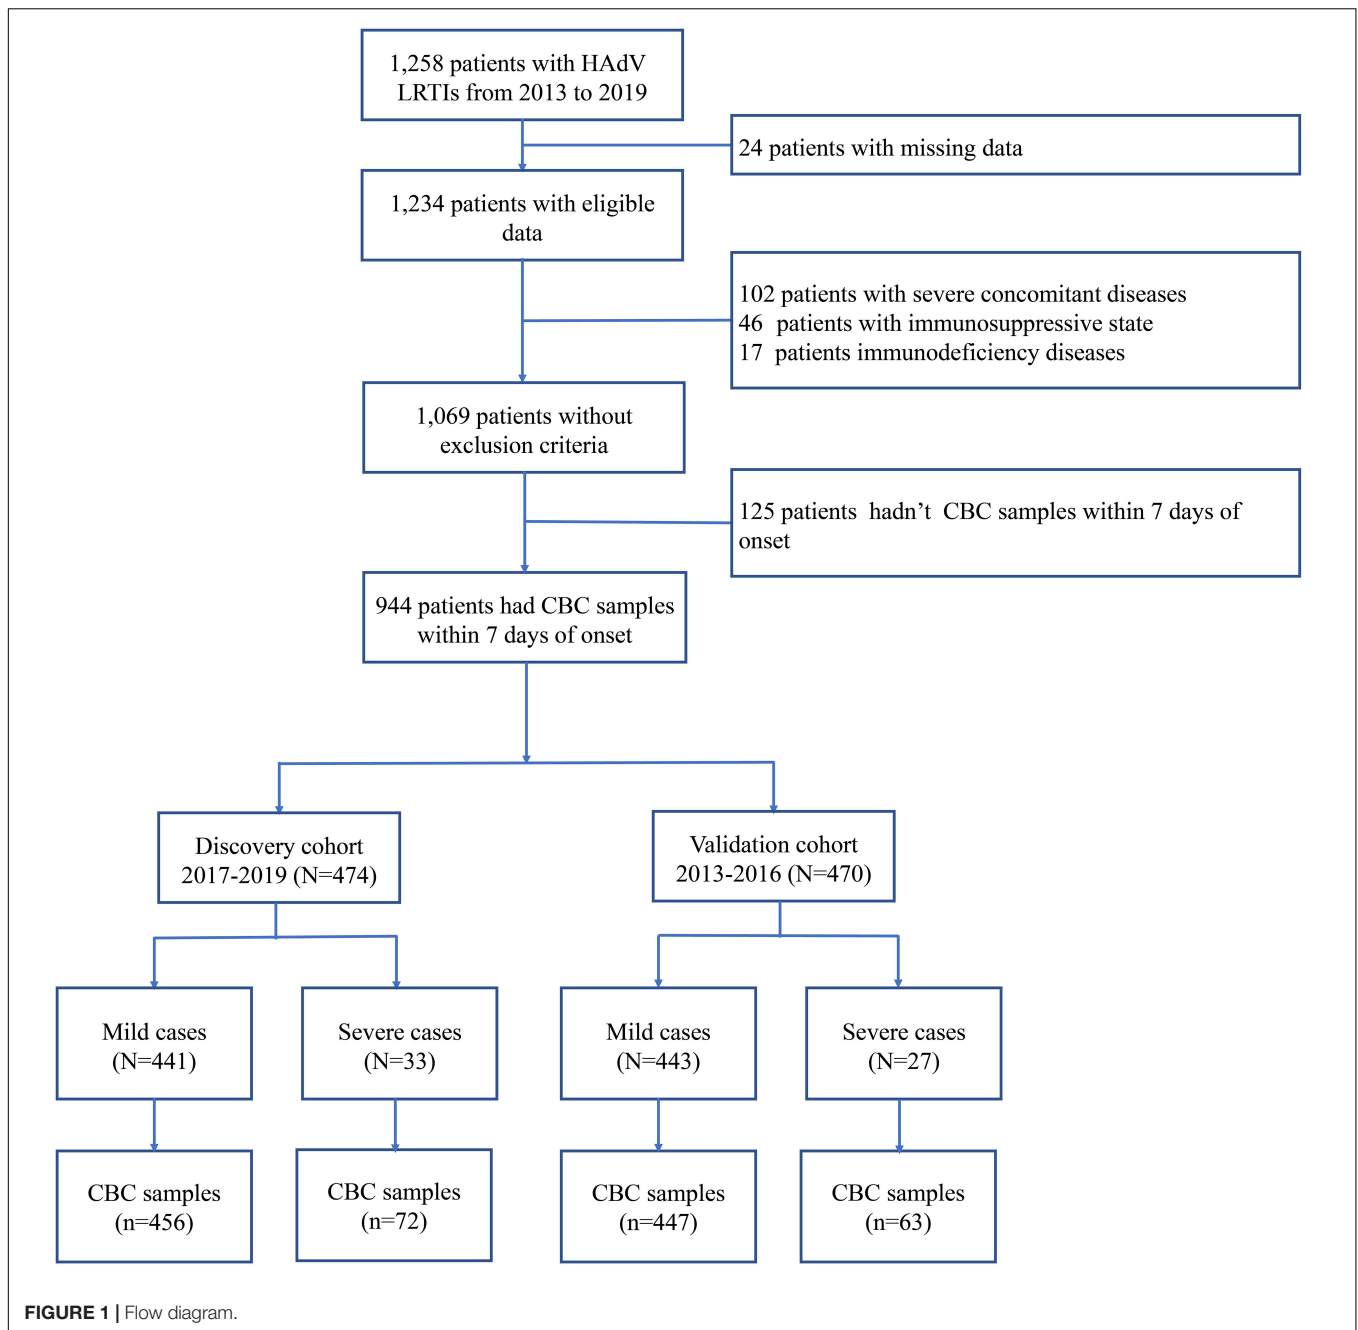 1,258 patients with HAdV
LRTIs from 2013 to 2019
24 patients with missing data
1,234 patients with eligible
data
102 patients with severe concomitant diseases
46 patients with immunosuppressive state
17 patients immunodeficiency diseases
1,069 patients without
exclusion criteria
125 patients hadn’t CBC samples within 7 days of
onset
944 patients had CBC samples
within 7 days of onset
Discovery cohort
2017-2019 (N=474)
Validation cohort
2013-2016 (N=470)
Mild cases
(N=441)
Severe cases
(N=33)
Mild cases
(N=443)
Severe cases
(N=27)
CBC samples
(n=456)
CBC samples
(n=72)
CBC samples
(n=447)
CBC samples
(n=63)
FIGURE 1 | Flow diagram.